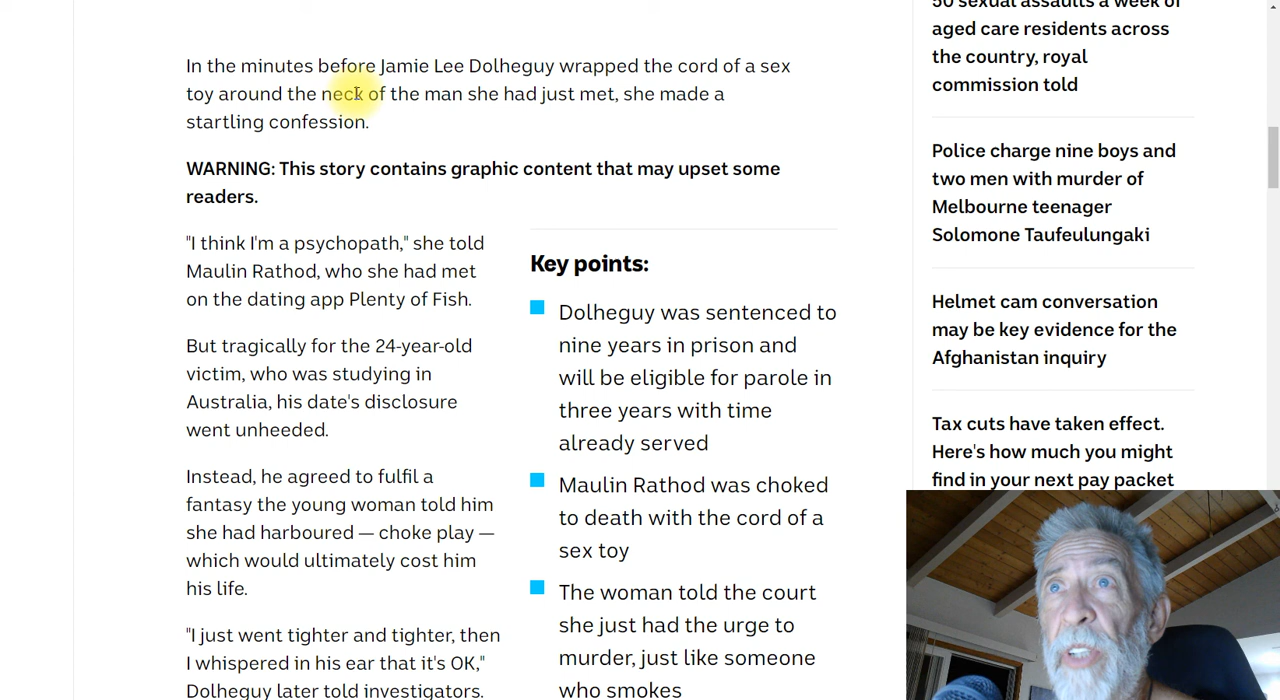 In the minutes before Jamie Lee Dolheguy wrapped the cord of a sex
toy around the neck of the man she had just met, she made a
startling confession.
WARNING: This story contains graphic content that may upset some
readers.
"I think I'm a psychopath," she told
Maulin Rathod, who she had met
on the dating app Plenty of Fish.
But tragically for the 24-year-old
victim, who was studying in
Australia, his date's disclosure
went unheeded.
Instead, he agreed to fulfil a
fantasy the young woman told him
she had harboured — choke play —
which would ultimately cost him
his life.
"I just went tighter and tighter, then
I whispered in his ear that it's OK,"
Dolheguy later told investigators.
Key points:
Dolheguy was sentenced to
nine years in prison and
will be eligible for parole in
three years with time
already served
Maulin Rathod was choked
to death with the cord of a
sex toy
The woman told the court
she just had the urge to
murder, just like someone
who smokes
50 sexual assaults a week of
aged care residents across
the country, royal
commission told
Police charge nine boys and
two men with murder of
Melbourne teenager
Solomone Taufeulungaki
Helmet cam conversation
may be key evidence for the
Afghanistan inquiry
Tax cuts have taken effect.
Here's how much you might
find in your next pay packet